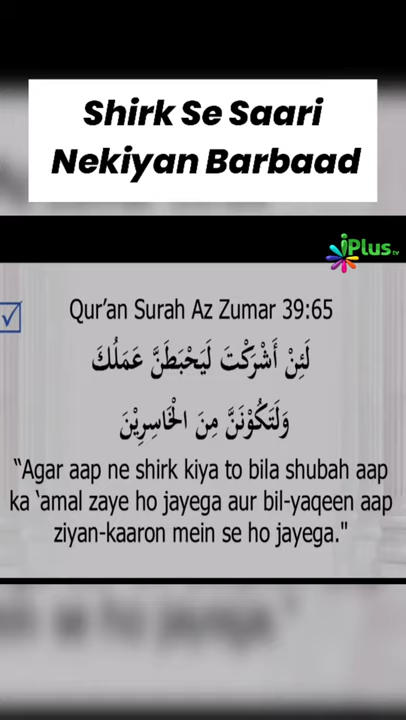 Shirk Se Saari
Nekiyan Barbaad
iPlus tv
Qur'an Surah Az Zumar 39:65
لَئِنْ أَشْرَكْتَ لَيَحْبَطَنَّ عَمَلُكَ
وَلَتَكُوْنَنَّ مِنَ الْخَاسِرِيْنَ
"Agar aap ne shirk kiya to bila shubah aap
ka 'amal zaye ho jayega aur bil-yaqeen aap
ziyan-kaaron mein se ho jayega."